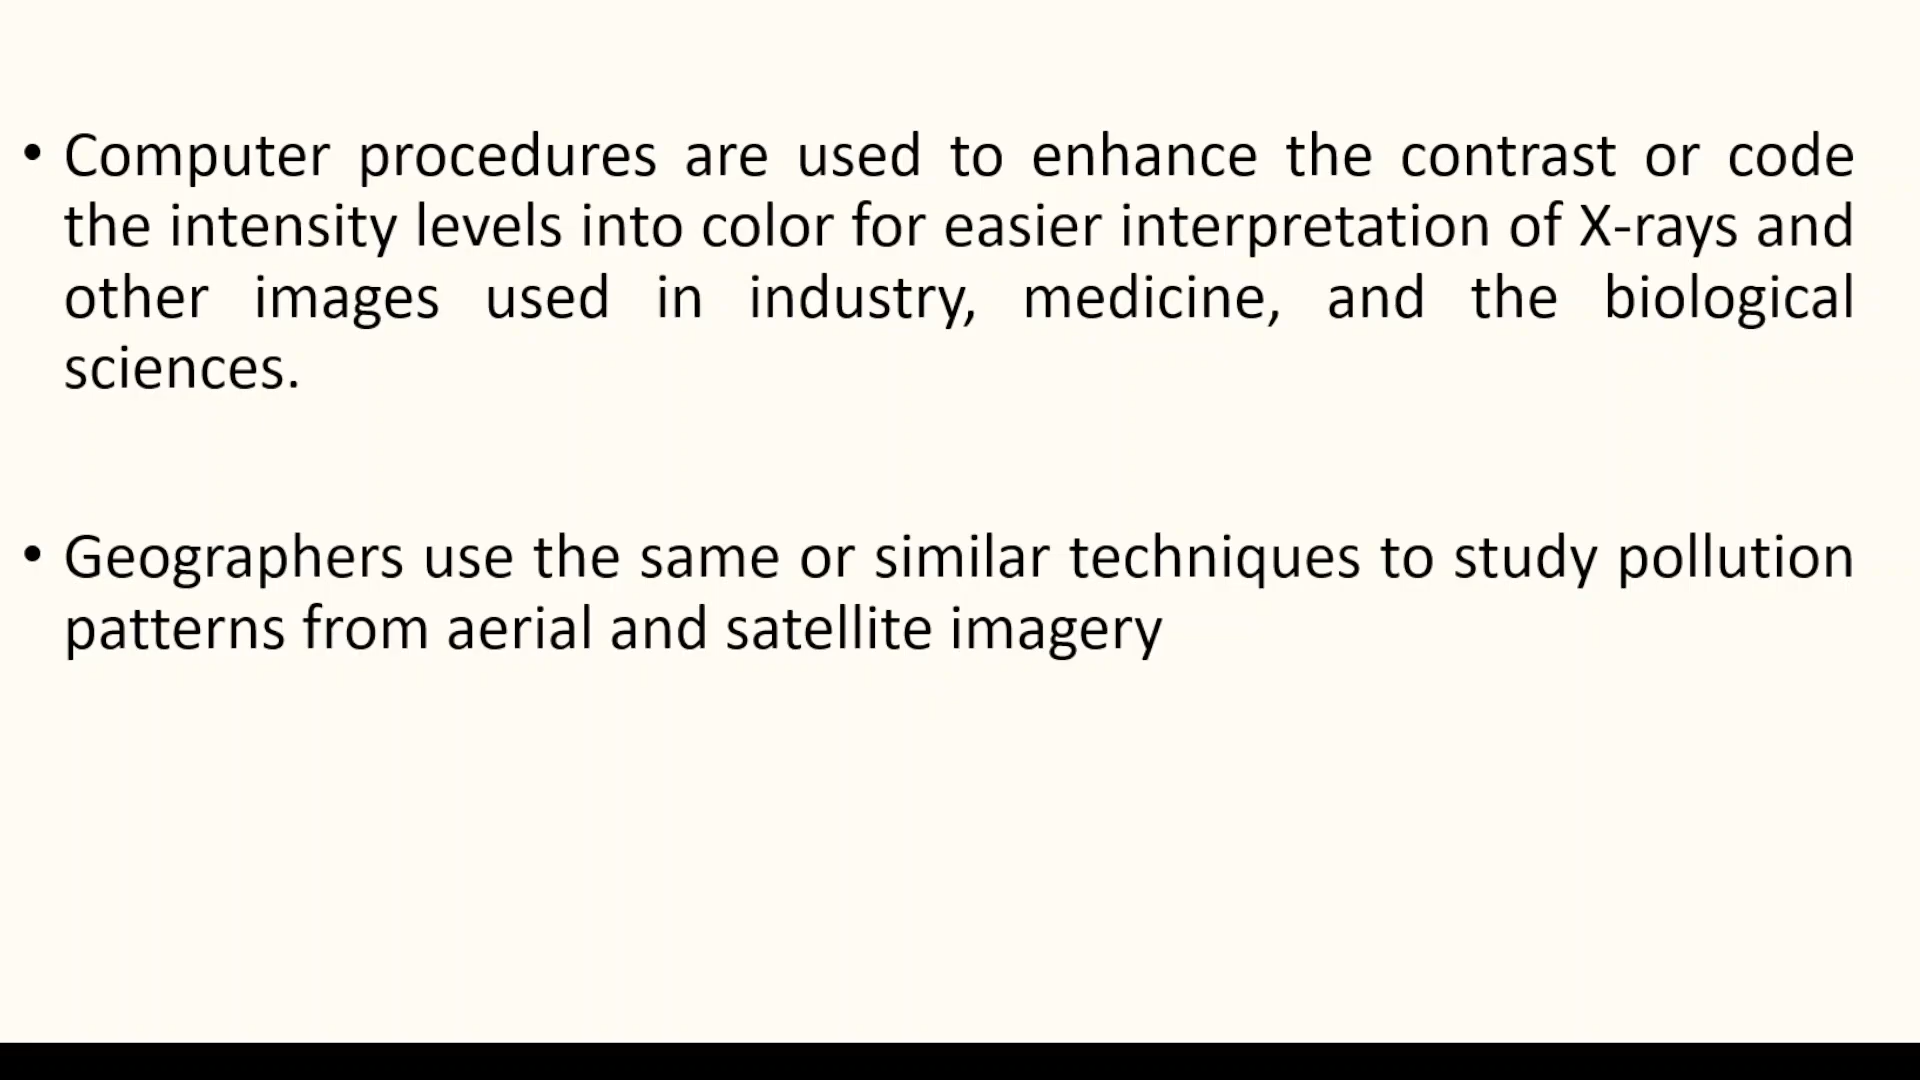 • Computer procedures are used to enhance the contrast or code
the intensity levels into color for easier interpretation of X-rays and
other images used in industry, medicine, and the biological
sciences.
• Geographers use the same or similar techniques to study pollution
patterns from aerial and satellite imagery